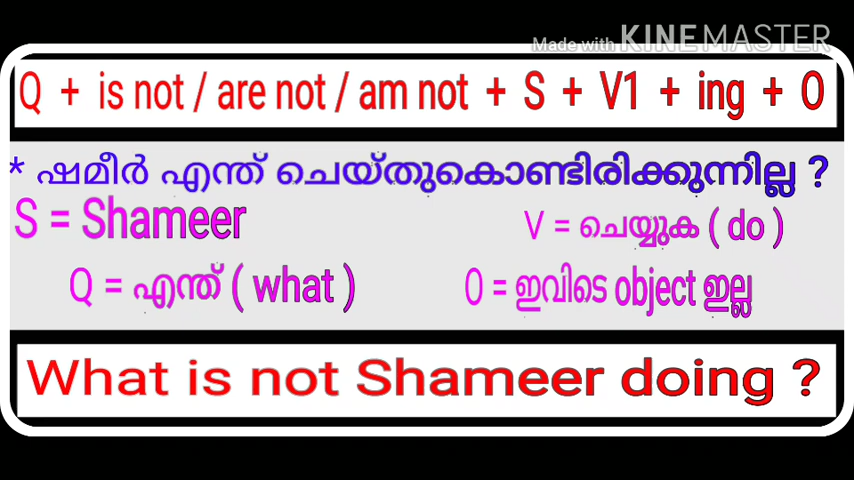 Made with KINEMASTER
Q + is not / are not / am not + S + V1 + ing + O
* ഷമീർ എന്ത് ചെയ്തുകൊണ്ടിരിക്കുന്നില്ല ?
S = Shameer V = ചെയ്യുക ( do )
Q = എന്ത് ( what ) O = ഇവിടെ object ഇല്ല
What is not Shameer doing ?